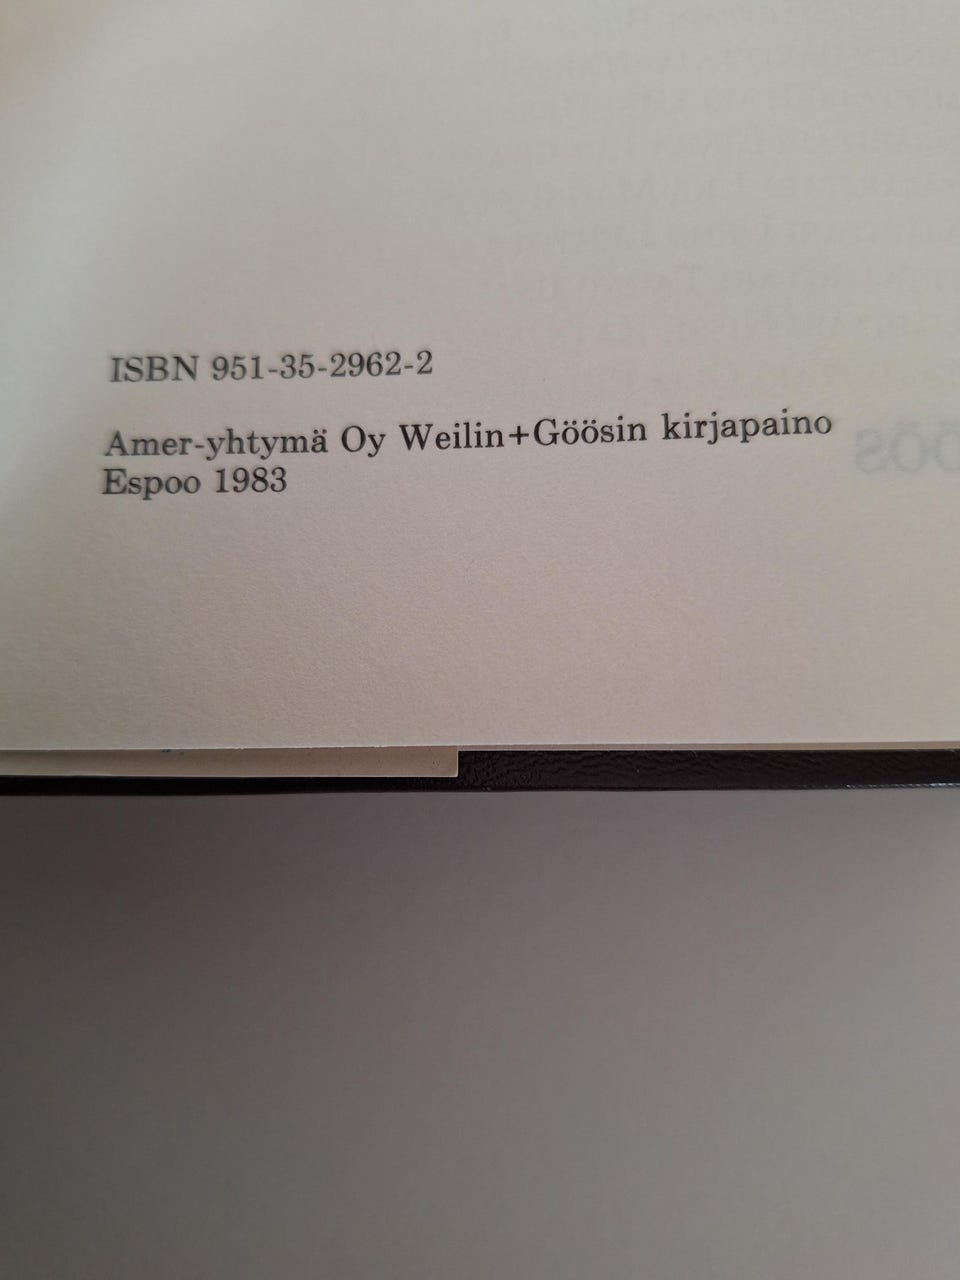 ISBN 951-35-2962-2
Amer-yhtymä Oy Weilin+Göösin kirjapaino
Espoo 1983